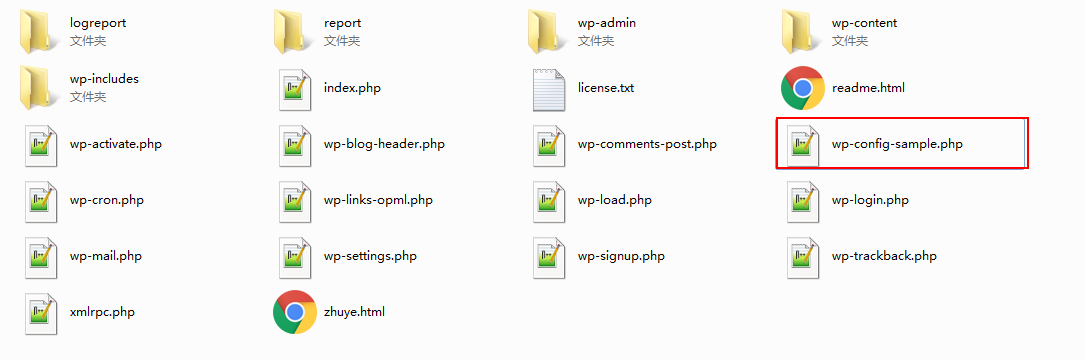 logreport
文件夹
report
文件夹
wp-admin
文件夹
wp-content
文件夹
wp-includes
文件夹
index.php
license.txt
readme.html
wp-activate.php
wp-blog-header.php
wp-comments-post.php
wp-config-sample.php
wp-cron.php
wp-links-opml.php
wp-load.php
wp-login.php
wp-mail.php
wp-settings.php
wp-signup.php
wp-trackback.php
xmlrpc.php
zhuye.html